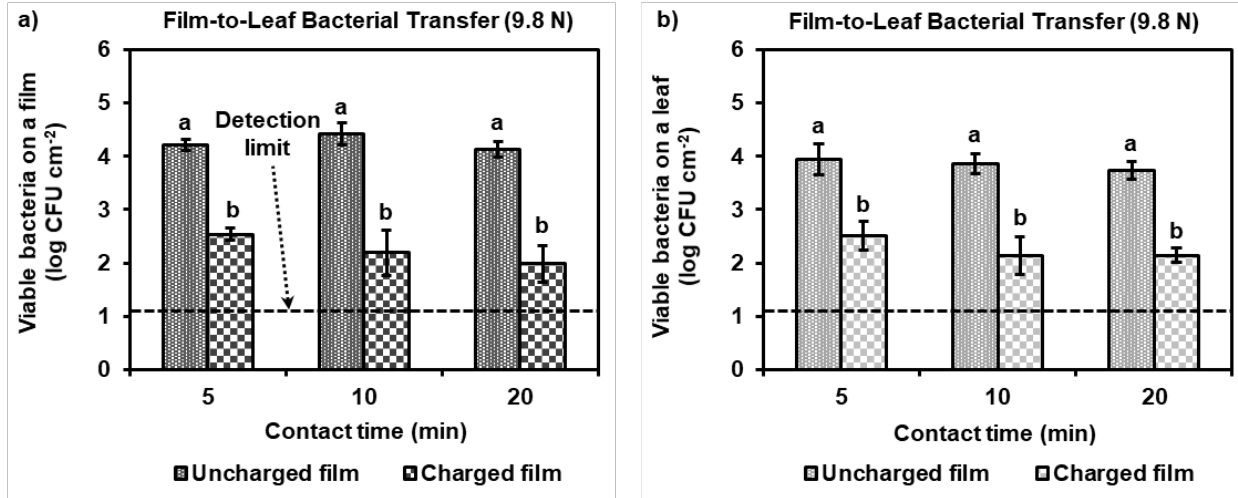 a)
Film-to-Leaf Bacterial Transfer (9.8 N)
Viable bacteria on a film
(log CFU cm-2)
6
5
4
3
2
1
0
a
b
a
b
a
b
Detection
limit
5
10
20
Contact time (min)
Uncharged film
Charged film
b)
Film-to-Leaf Bacterial Transfer (9.8 N)
Viable bacteria on a leaf
(log CFU cm-2)
6
5
4
3
2
1
0
a
b
a
b
a
b
5
10
20
Contact time (min)
Uncharged film
Charged film